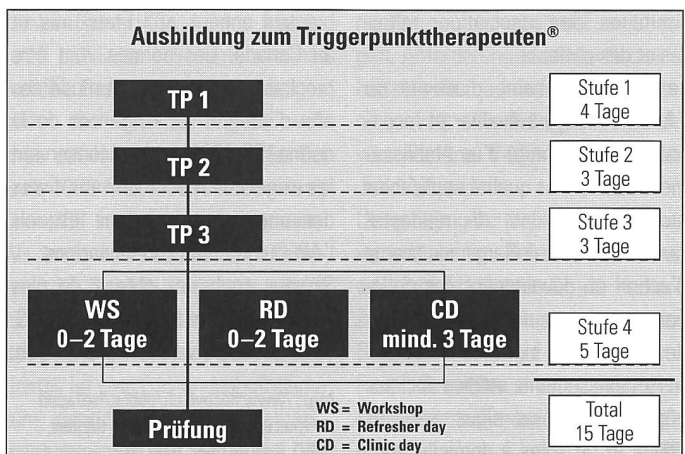 Ausbildung zum Triggerpunkttherapeuten®
TP 1
Stufe 1
4 Tage
TP 2
Stufe 2
3 Tage
TP 3
Stufe 3
3 Tage
WS
0–2 Tage
RD
0–2 Tage
CD
mind. 3 Tage
Stufe 4
5 Tage
Prüfung
WS = Workshop
RD = Refresher day
CD = Clinic day
Total
15 Tage